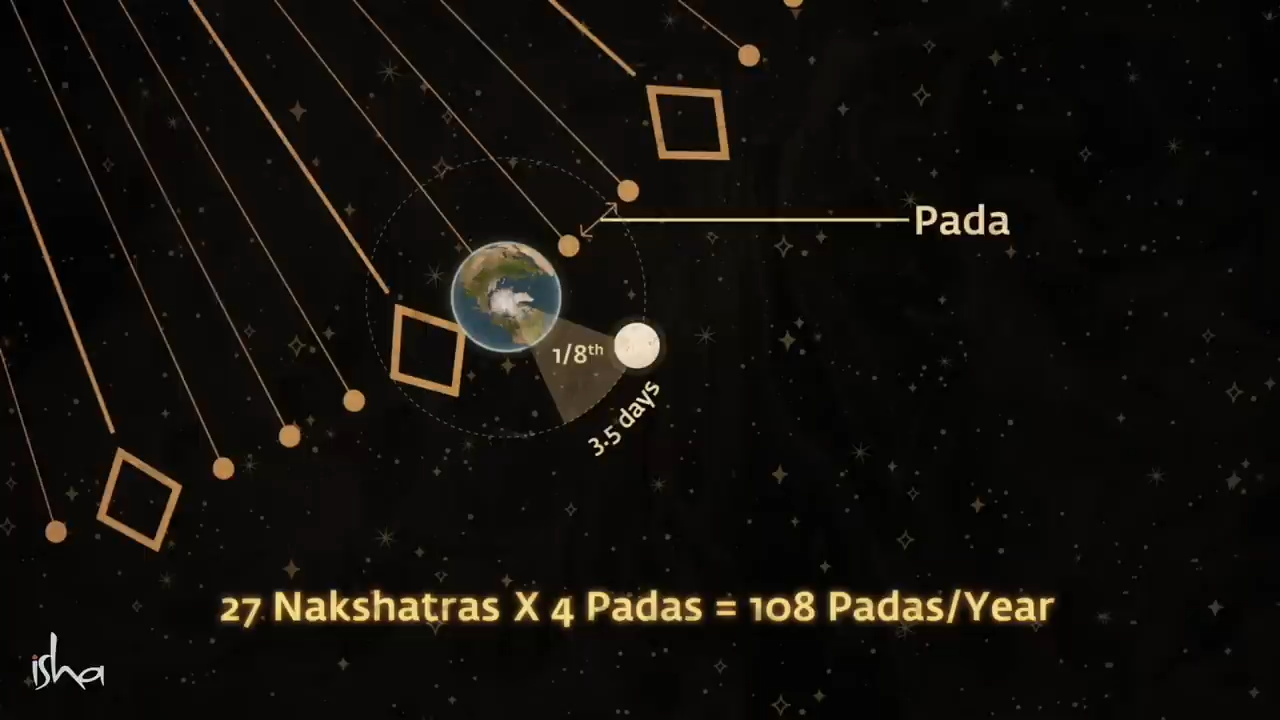 Pada
1/8th
3.5 days
27 Nakshatras X 4 Padas = 108 Padas/Year
isha